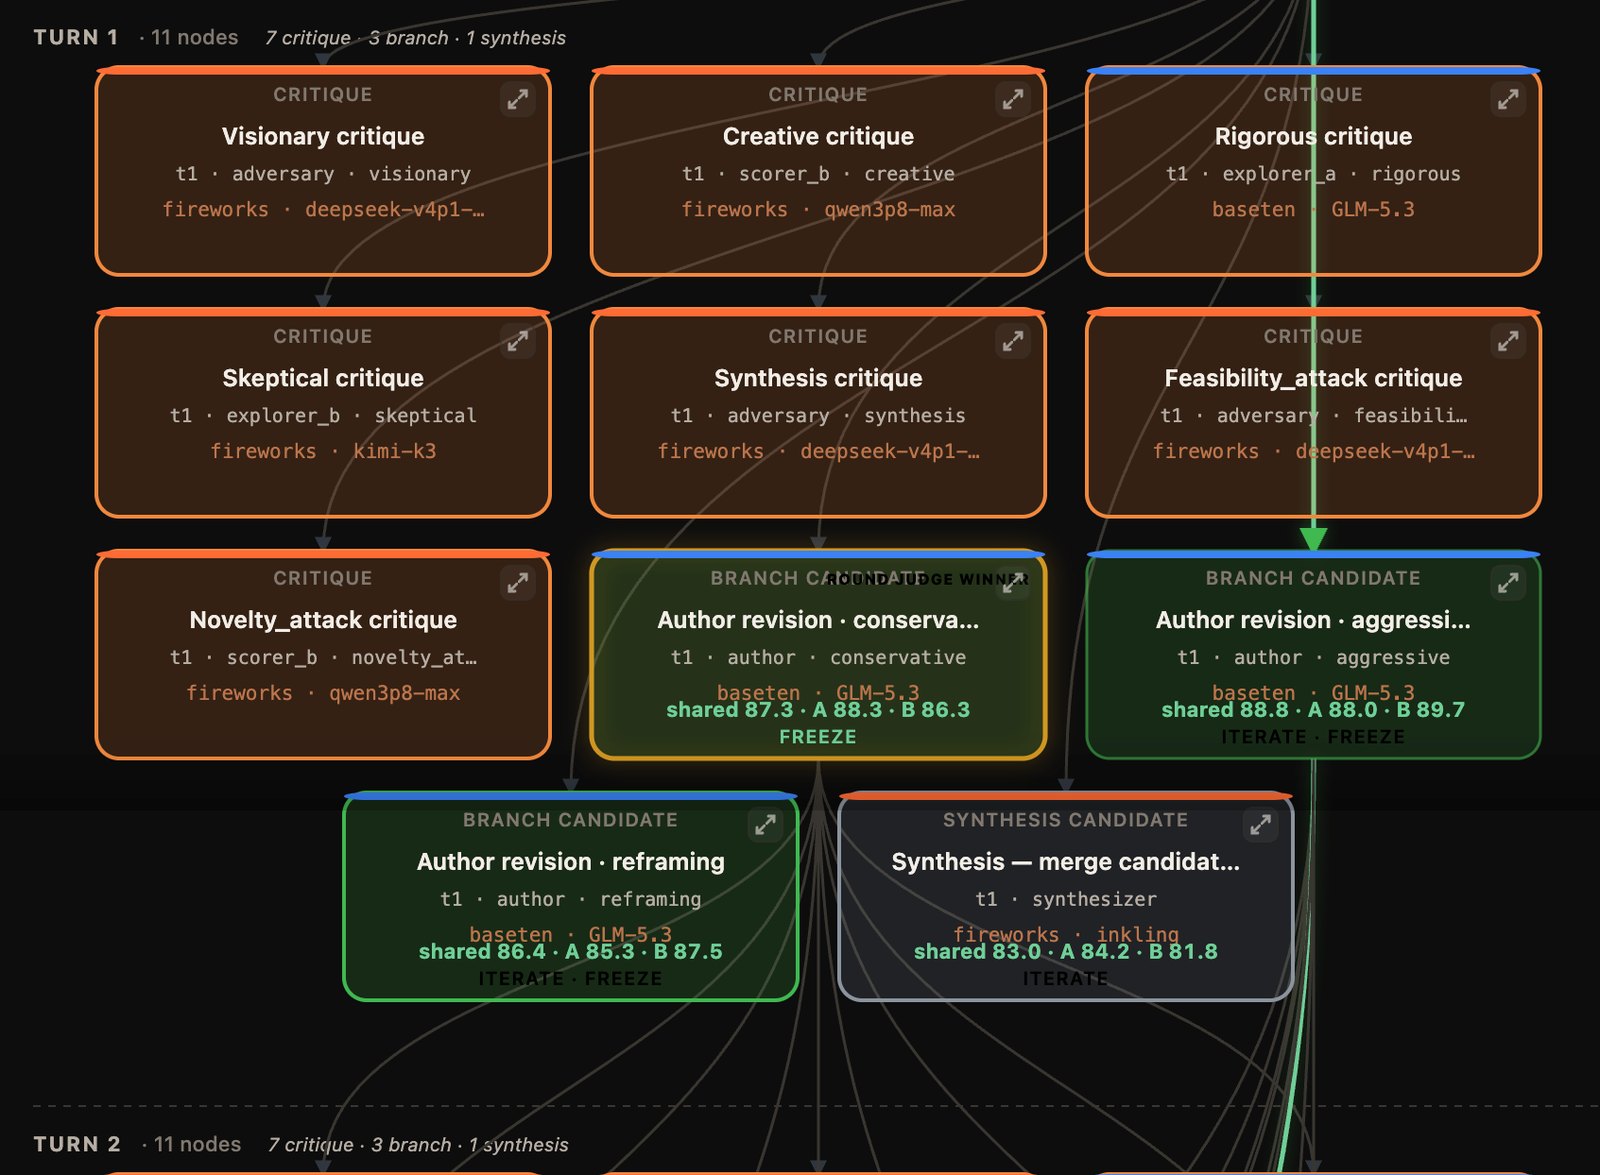 TURN 1 · 11 nodes 7 critique · 3 branch · 1 synthesis
CRITIQUE
Visionary critique
t1 · adversary · visionary
fireworks · deepseek-v4p1-…
CRITIQUE
Creative critique
t1 · scorer_b · creative
fireworks · qwen3p8-max
CRITIQUE
Rigorous critique
t1 · explorer_a · rigorous
baseten · GLM-5.3
CRITIQUE
Skeptical critique
t1 · explorer_b · skeptical
fireworks · kimi-k3
CRITIQUE
Synthesis critique
t1 · adversary · synthesis
fireworks · deepseek-v4p1-…
CRITIQUE
Feasibility_attack critique
t1 · adversary · feasibili…
fireworks · deepseek-v4p1-…
CRITIQUE
Novelty_attack critique
t1 · scorer_b · novelty_at…
fireworks · qwen3p8-max
BRANCH CANDIDATE
ROUND JUDGE WINNER
Author revision · conserva...
t1 · author · conservative
baseten · GLM-5.3
shared 87.3 · A 88.3 · B 86.3
FREEZE
BRANCH CANDIDATE
Author revision · aggressi...
t1 · author · aggressive
baseten · GLM-5.3
shared 88.8 · A 88.0 · B 89.7
ITERATE · FREEZE
BRANCH CANDIDATE
Author revision · reframing
t1 · author · reframing
baseten · GLM-5.3
shared 86.4 · A 85.3 · B 87.5
ITERATE · FREEZE
SYNTHESIS CANDIDATE
Synthesis — merge candidat...
t1 · synthesizer
fireworks · inkling
shared 83.0 · A 84.2 · B 81.8
ITERATE
TURN 2 · 11 nodes 7 critique · 3 branch · 1 synthesis